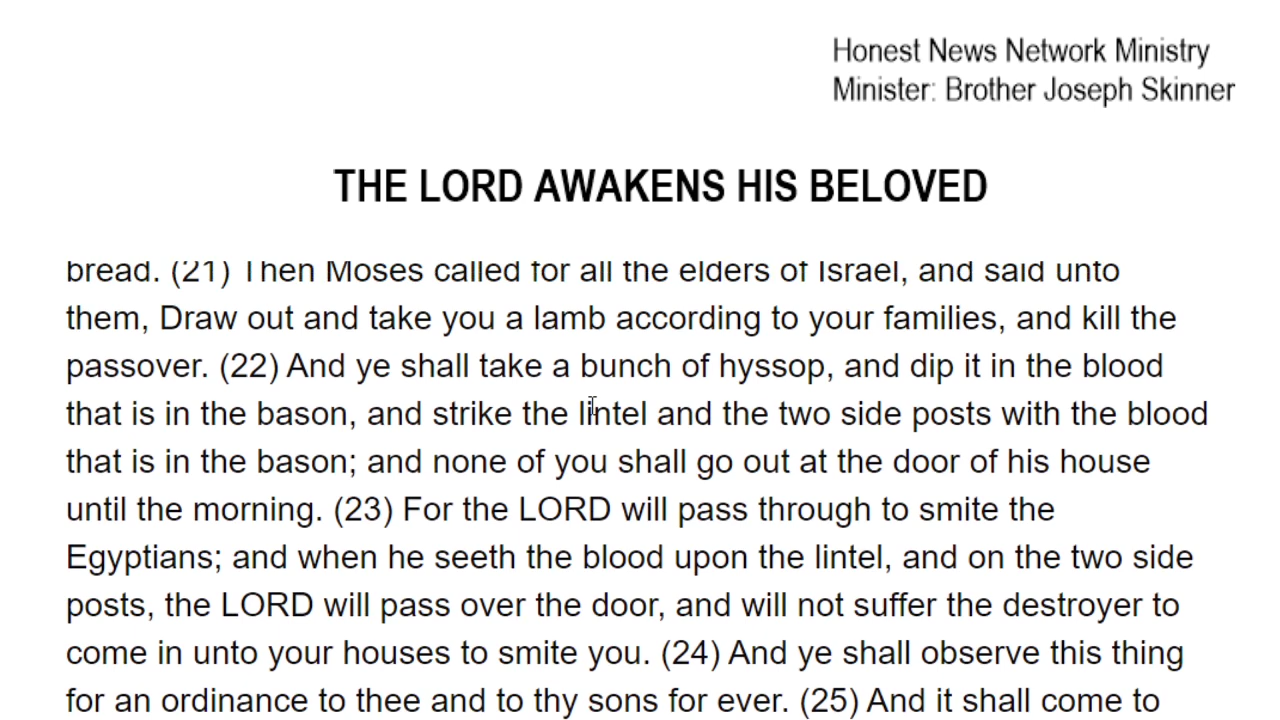 Honest News Network Ministry
Minister: Brother Joseph Skinner
THE LORD AWAKENS HIS BELOVED
bread. (21) Then Moses called for all the elders of Israel, and said unto
them, Draw out and take you a lamb according to your families, and kill the
passover. (22) And ye shall take a bunch of hyssop, and dip it in the blood
that is in the bason, and strike the lintel and the two side posts with the blood
that is in the bason; and none of you shall go out at the door of his house
until the morning. (23) For the LORD will pass through to smite the
Egyptians; and when he seeth the blood upon the lintel, and on the two side
posts, the LORD will pass over the door, and will not suffer the destroyer to
come in unto your houses to smite you. (24) And ye shall observe this thing
for an ordinance to thee and to thy sons for ever. (25) And it shall come to